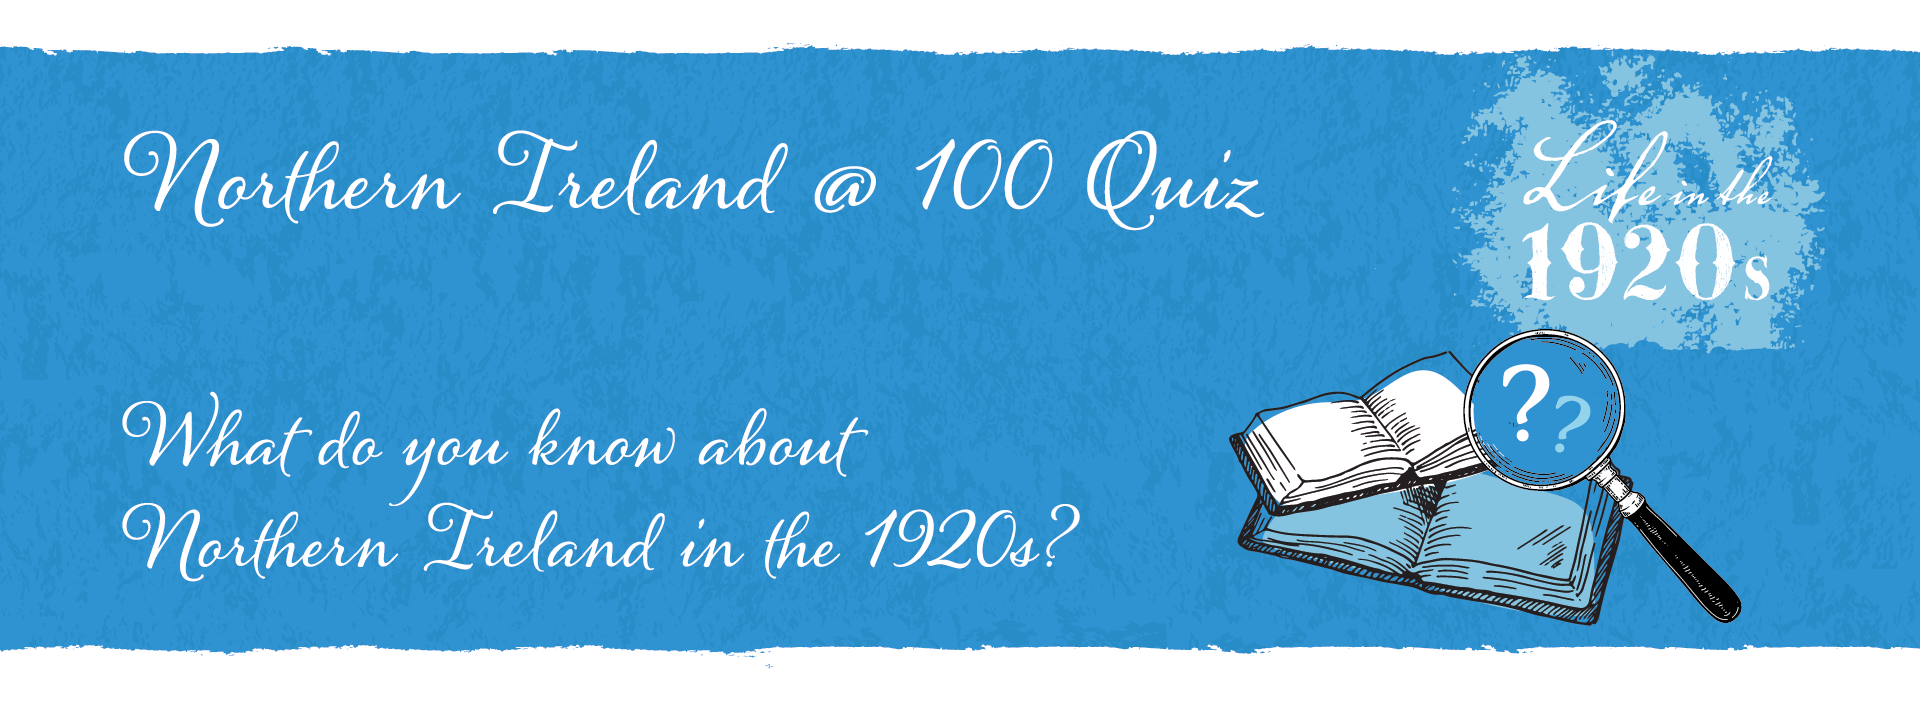 Northern Ireland @ 100 Quiz
Life in the
1920s
What do you know about
Northern Ireland in the 1920s?
? ?